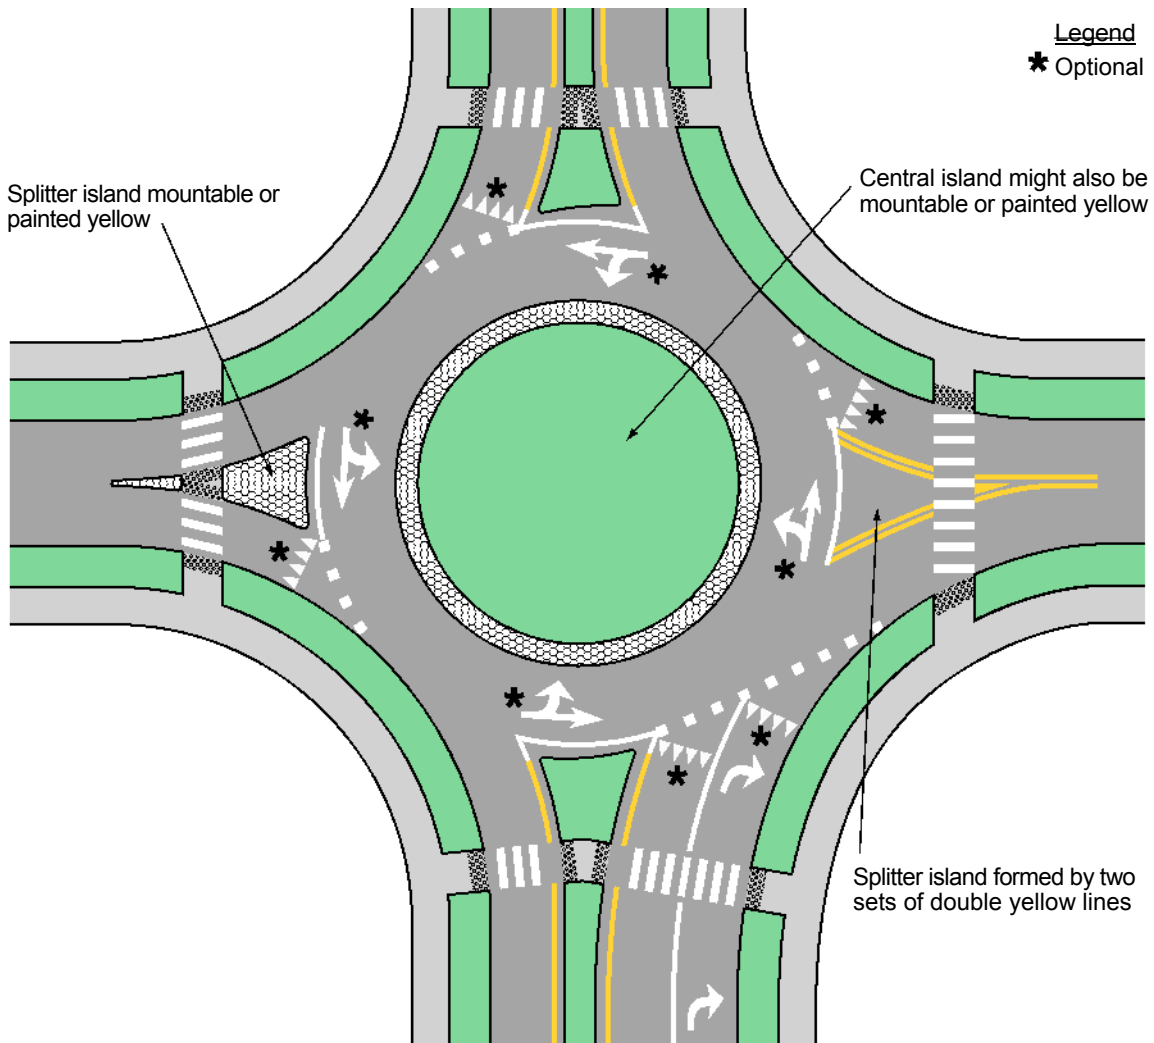 Legend
* Optional
Splitter island mountable or
painted yellow
Central island might also be
mountable or painted yellow
Splitter island formed by two
sets of double yellow lines